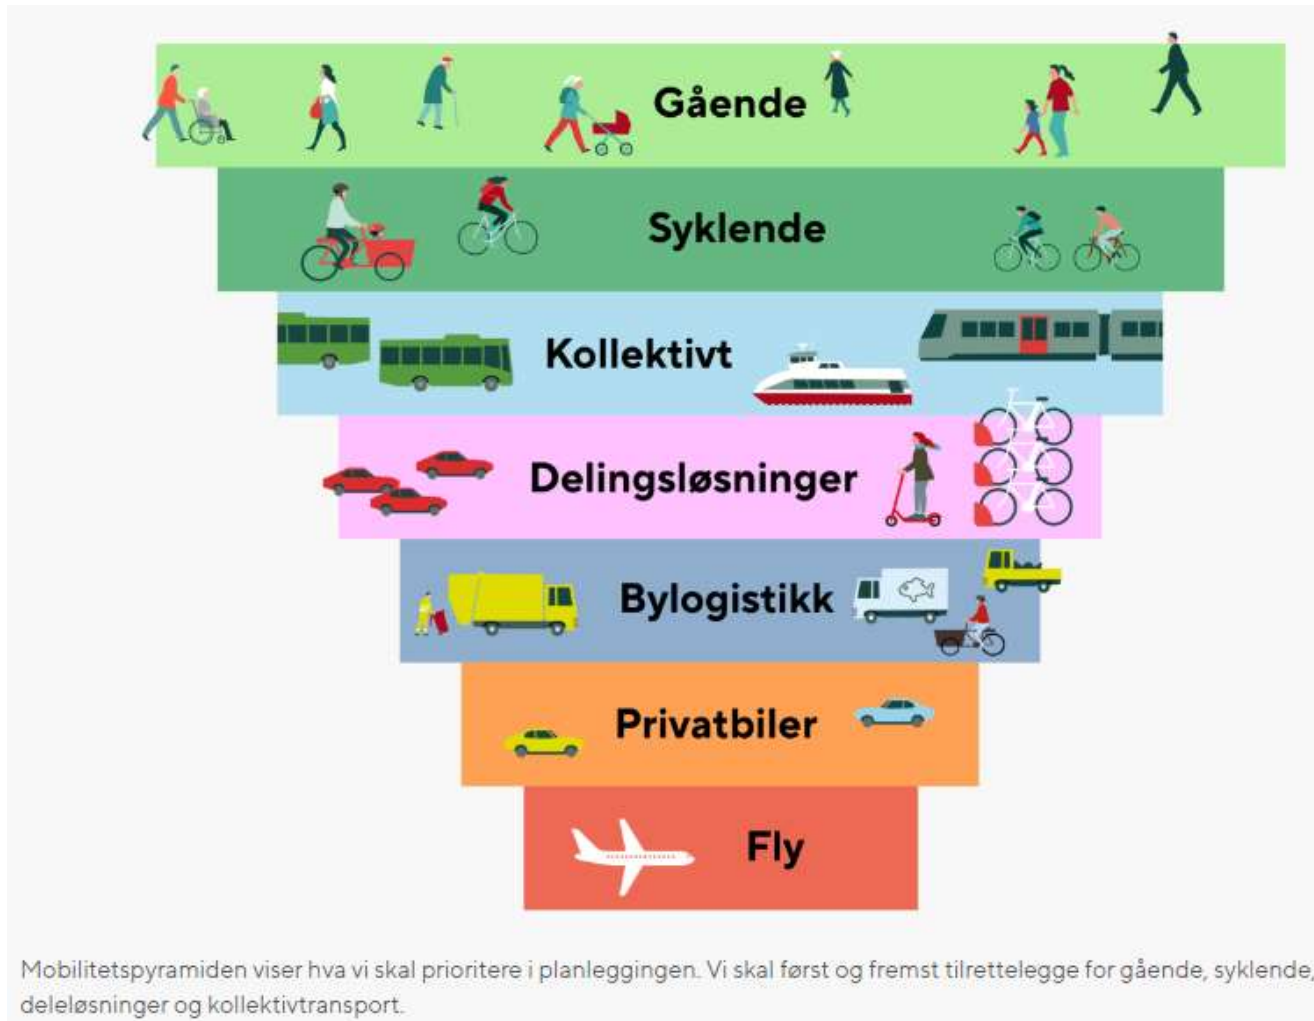 Gående
Syklende
Kollektivt
Delingsløsninger
Bylogistikk
Privatbiler
Fly
Mobilitetspyramiden viser hva vi skal prioritere i planleggingen. Vi skal først og fremst tilrettelegge for gående, syklende,
deleløsninger og kollektivtransport.